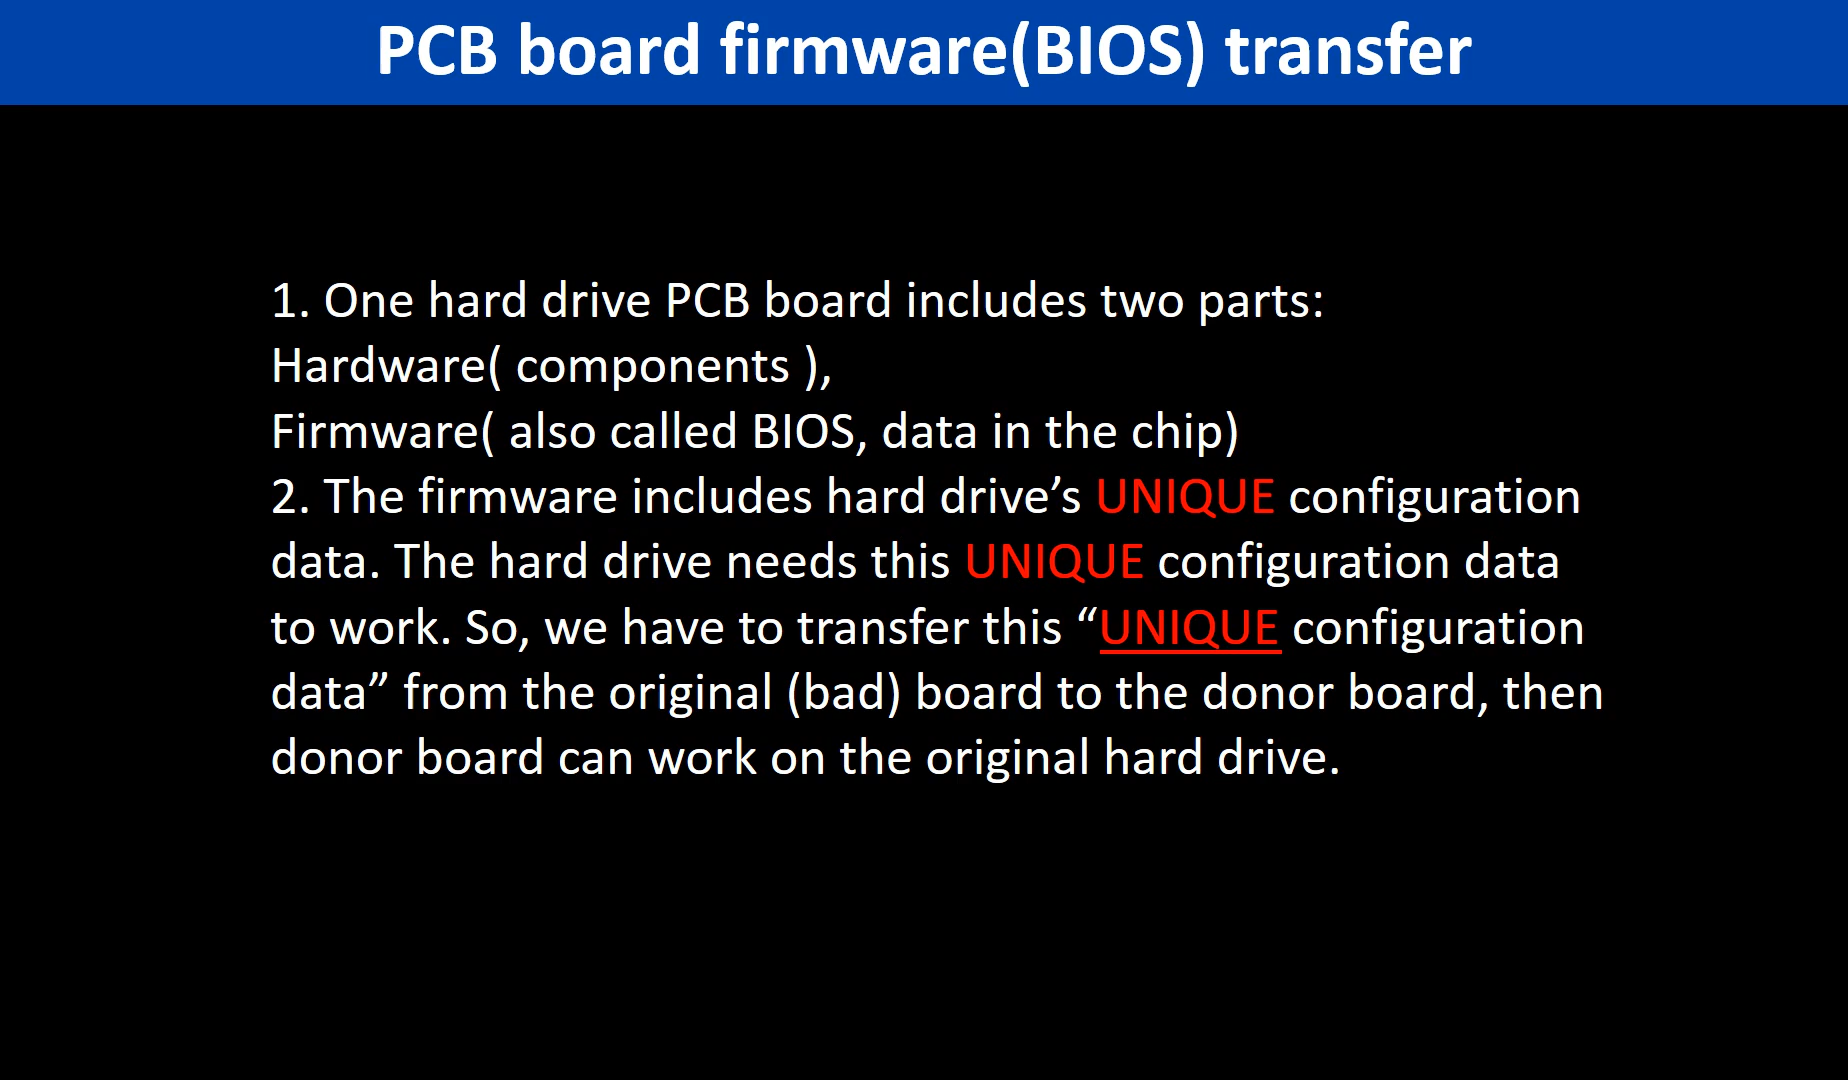 PCB board firmware(BIOS) transfer
1. One hard drive PCB board includes two parts:
Hardware( components ),
Firmware( also called BIOS, data in the chip)
2. The firmware includes hard drive’s UNIQUE configuration
data. The hard drive needs this UNIQUE configuration data
to work. So, we have to transfer this “UNIQUE configuration
data” from the original (bad) board to the donor board, then
donor board can work on the original hard drive.